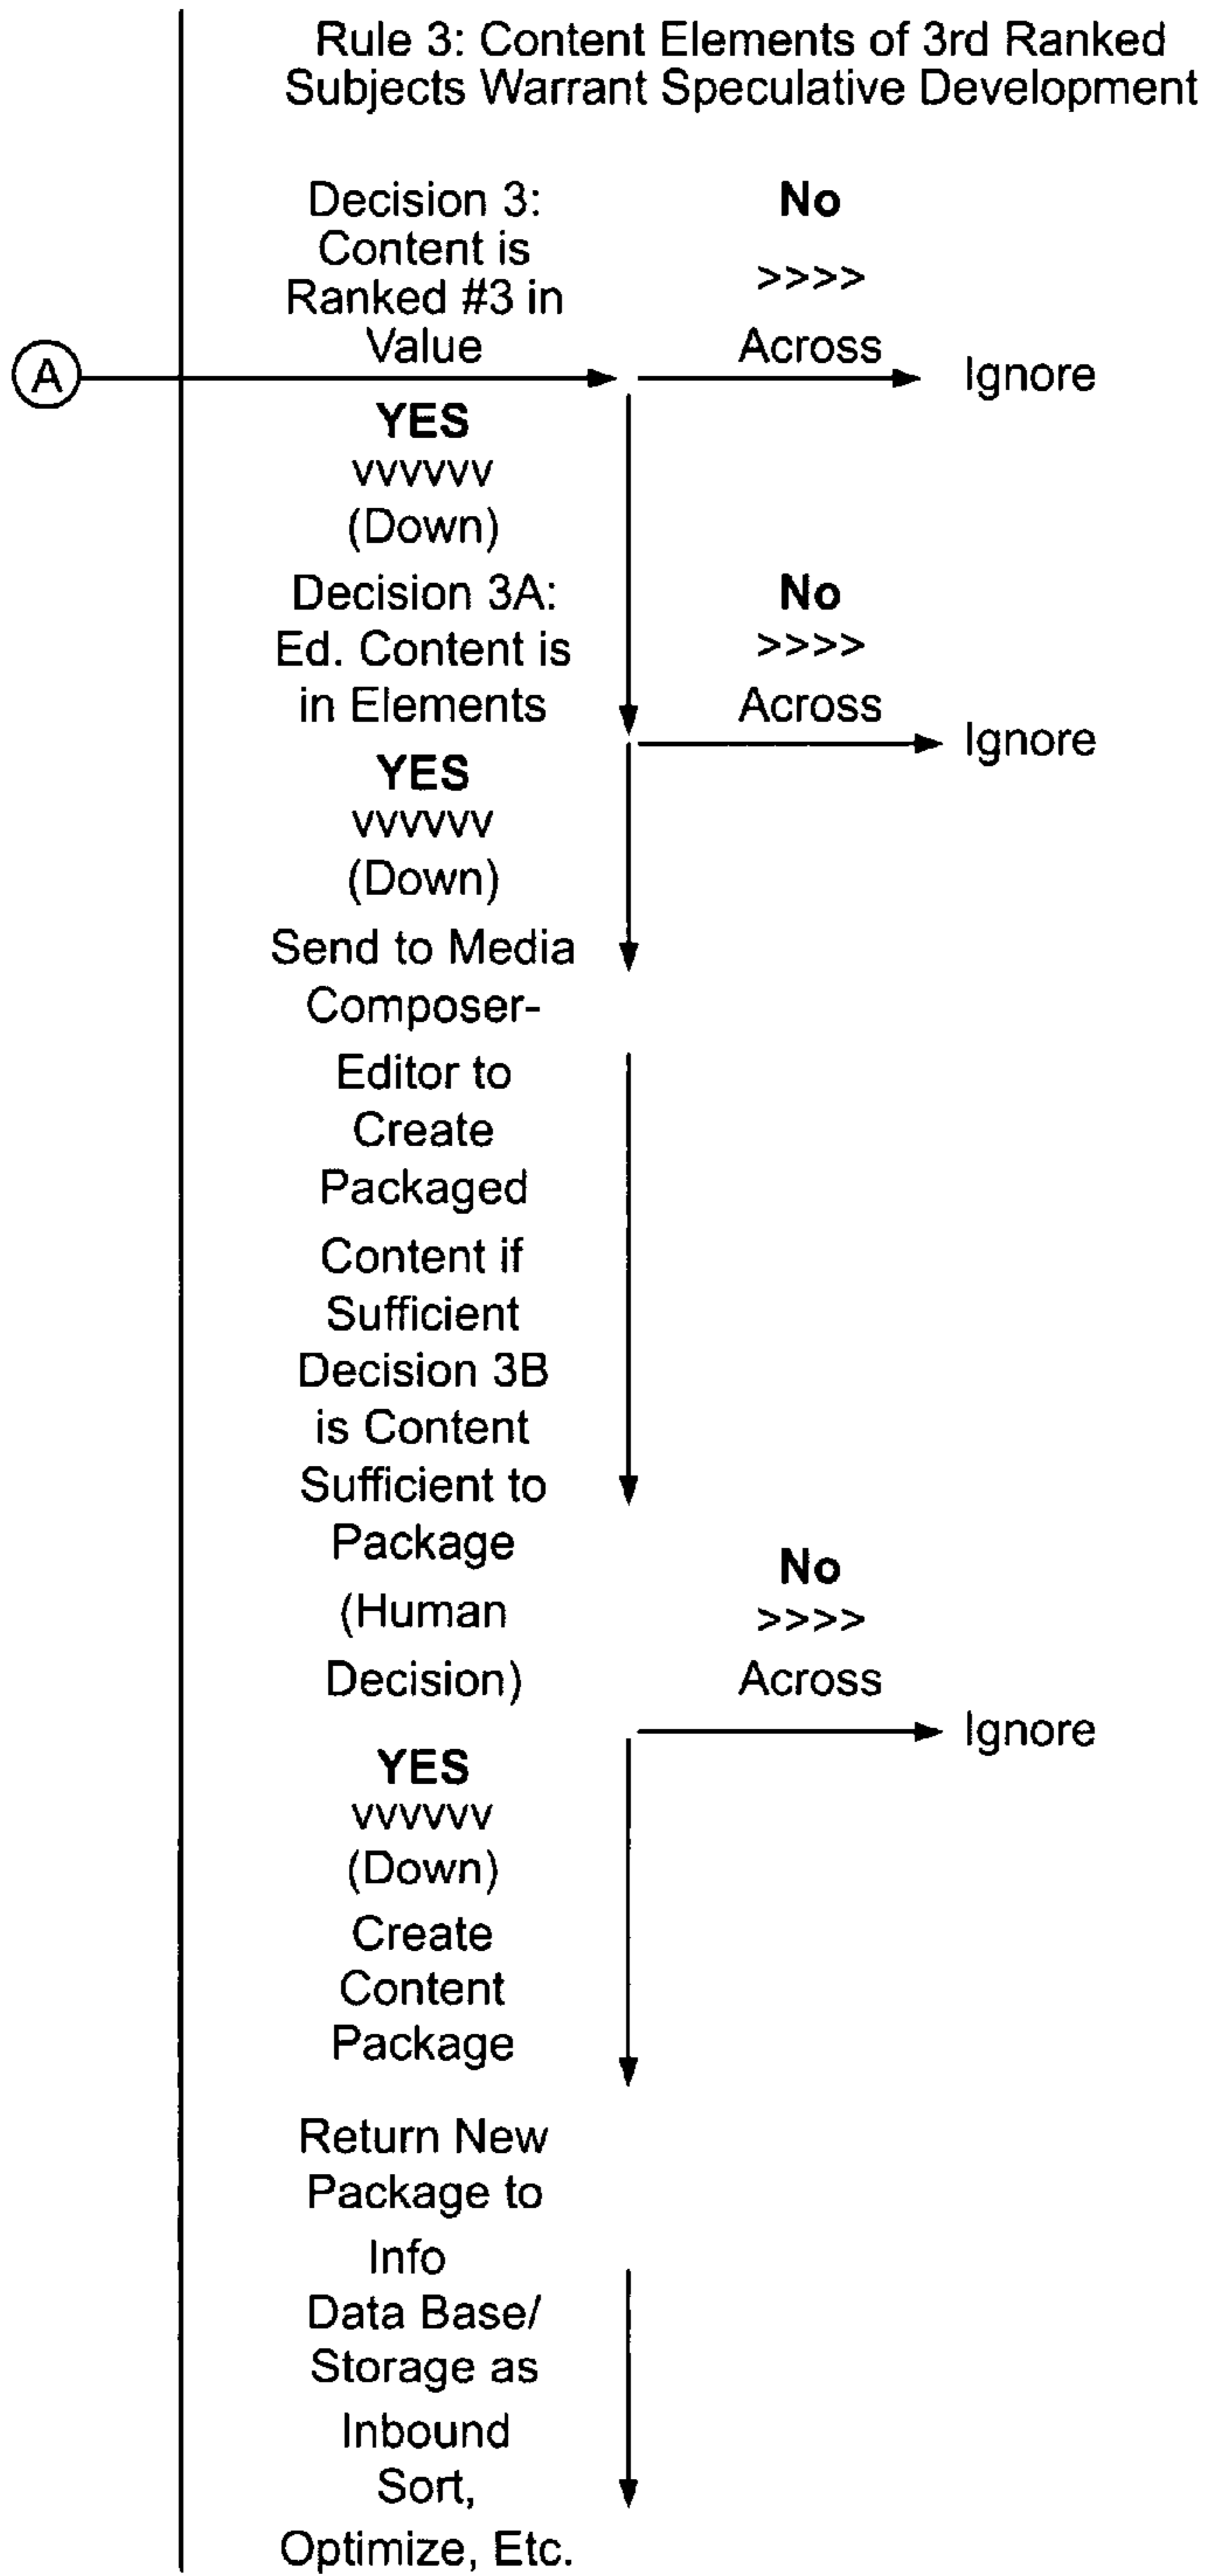 Rule 3: Content Elements of 3rd Ranked
Subjects Warrant Speculative Development
Decision 3:
Content is
Ranked #3 in
Value
No
>>>>
Across
A
Ignore
YES
vvvvvv
(Down)
Decision 3A:
Ed. Content is
in Elements
No
>>>>
Across
Ignore
YES
vvvvvv
(Down)
Send to Media
Composer-
Editor to
Create
Packaged
Content if
Sufficient
Decision 3B
is Content
Sufficient to
Package
(Human
Decision)
No
>>>>
Across
Ignore
YES
vvvvvv
(Down)
Create
Content
Package
Return New
Package to
Info
Data Base/
Storage as
Inbound
Sort,
Optimize, Etc.